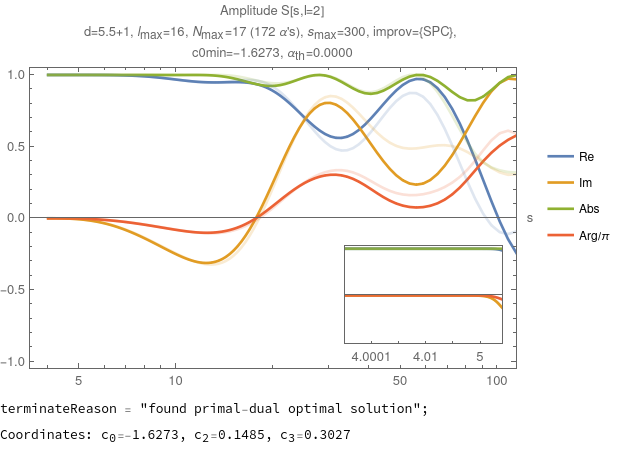 Amplitude S[s,l=2]
d=5.5+1, lmax=16, Nmax=17 (172 α's), smax=300, improv={SPC},
c0min=-1.6273, αth=0.0000
1.0
0.5
0.0
-0.5
-1.0
s
5 10 50 100
4.0001 4.01 5
Re
Im
Abs
Arg/π
terminateReason = "found primal-dual optimal solution";
Coordinates: c0=-1.6273, c2=0.1485, c3=0.3027